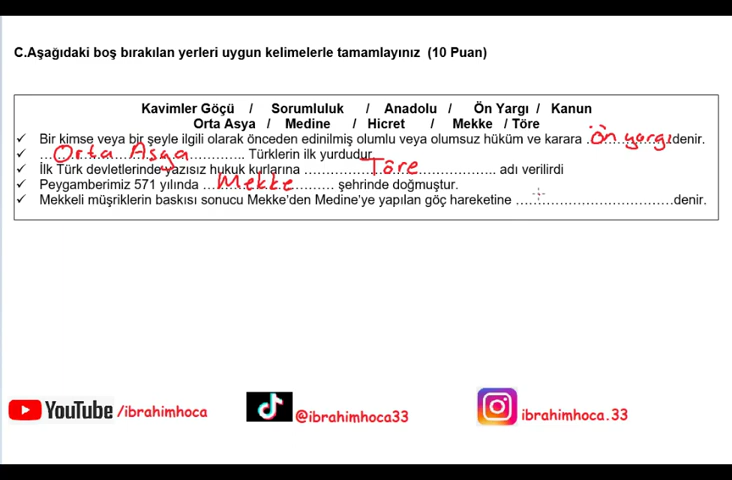 C.Aşağıdaki boş bırakılan yerleri uygun kelimelerle tamamlayınız (10 Puan)
Kavimler Göçü / Sorumluluk / Anadolu / Ön Yargı / Kanun
Orta Asya / Medine / Hicret / Mekke / Töre
✓ Bir kimse veya bir şeyle ilgili olarak önceden edinilmiş olumlu veya olumsuz hüküm ve karara Ön yargı denir.
✓ Orta Asya Türklerin ilk yurdudur
✓ İlk Türk devletlerinde yazısız hukuk kurlarına Töre adı verilirdi
✓ Peygamberimiz 571 yılında Mekke şehrinde doğmuştur.
✓ Mekkeli müşriklerin baskısı sonucu Mekke'den Medine'ye yapılan göç hareketine ……………………………denir.
YouTube /ibrahimhoca @ibrahimhoca33 ibrahimhoca.33